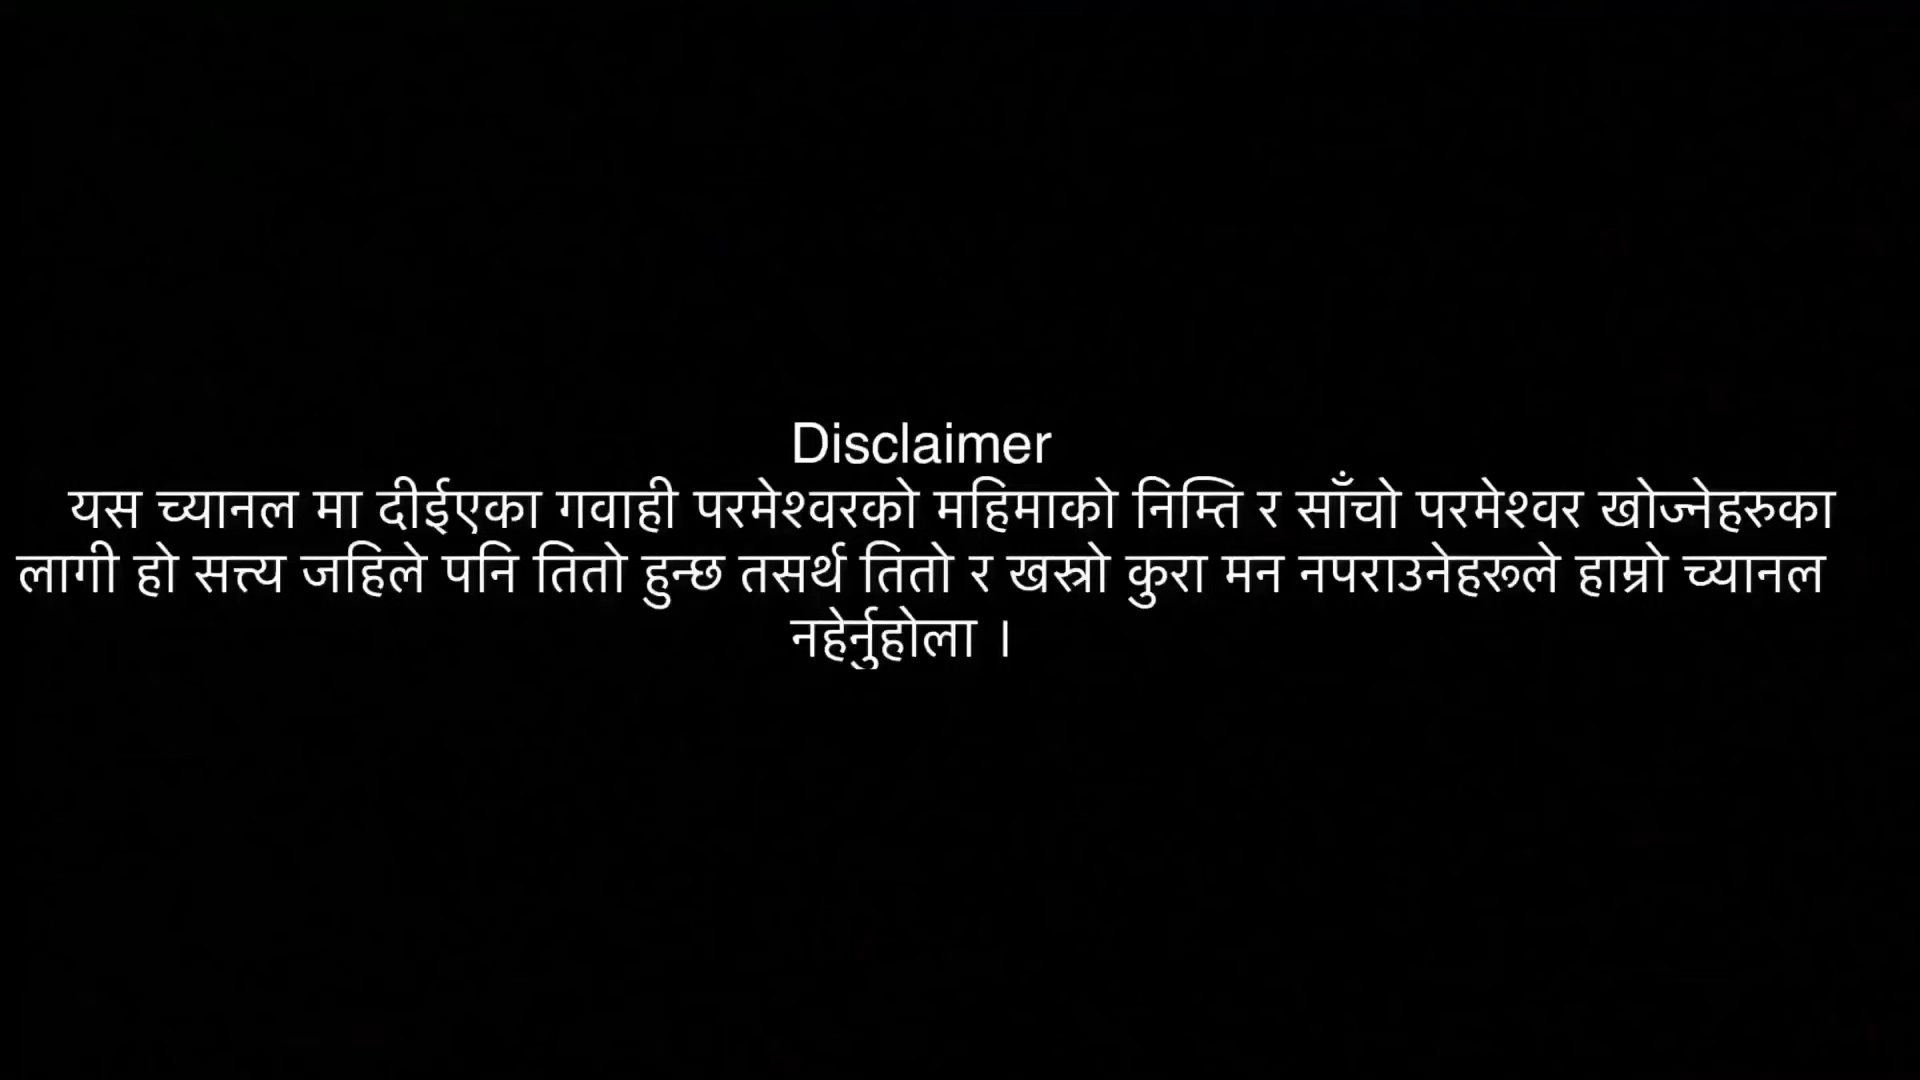 Disclaimer
यस च्यानल मा दीईएका गवाही परमेश्वरको महिमाको निम्ति र साँचो परमेश्वर खोज्नेहरुका
लागी हो सत्त्य जहिले पनि तितो हुन्छ तसर्थ तितो र खस्रो कुरा मन नपराउनेहरूले हाम्रो च्यानल
नहेर्नुहोला ।